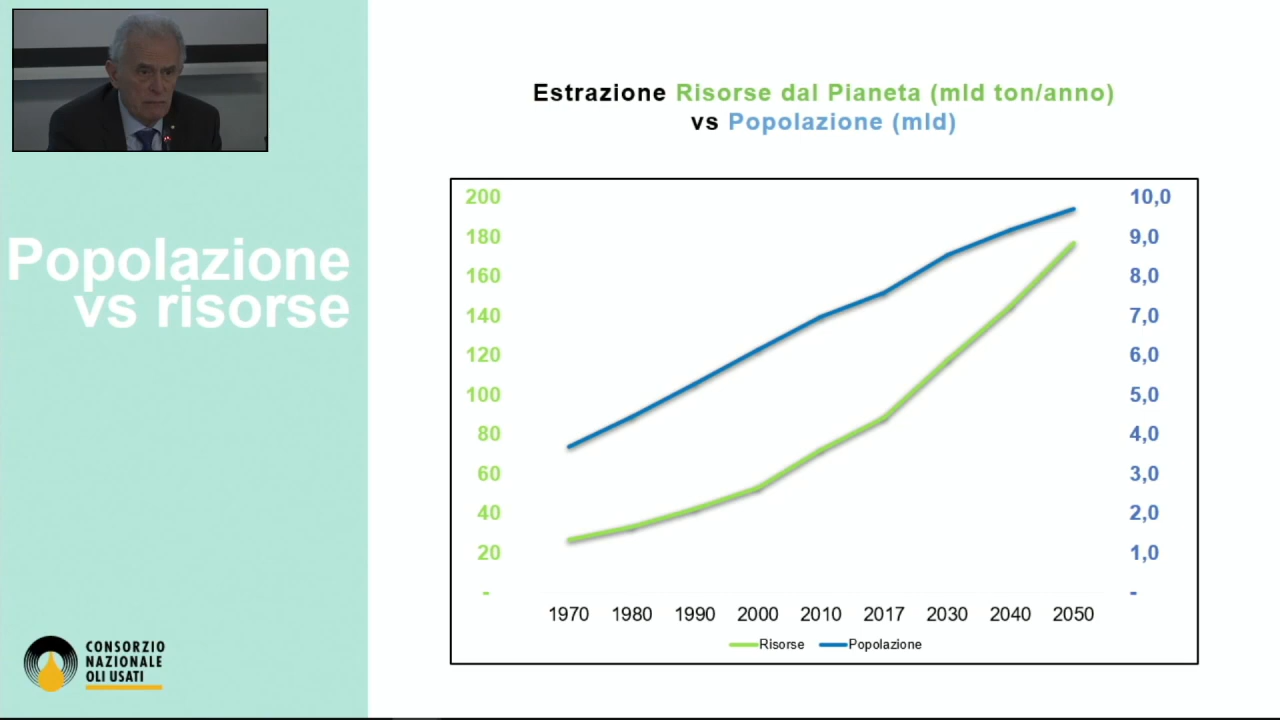 Estrazione Risorse dal Pianeta (mld ton/anno)
vs Popolazione (mld)
Popolazione
vs risorse
200
180
160
140
120
100
80
60
40
20
-
10,0
9,0
8,0
7,0
6,0
5,0
4,0
3,0
2,0
1,0
-
1970 1980 1990 2000 2010 2017 2030 2040 2050
Risorse Popolazione
CONSORZIO
NAZIONALE
OLI USATI